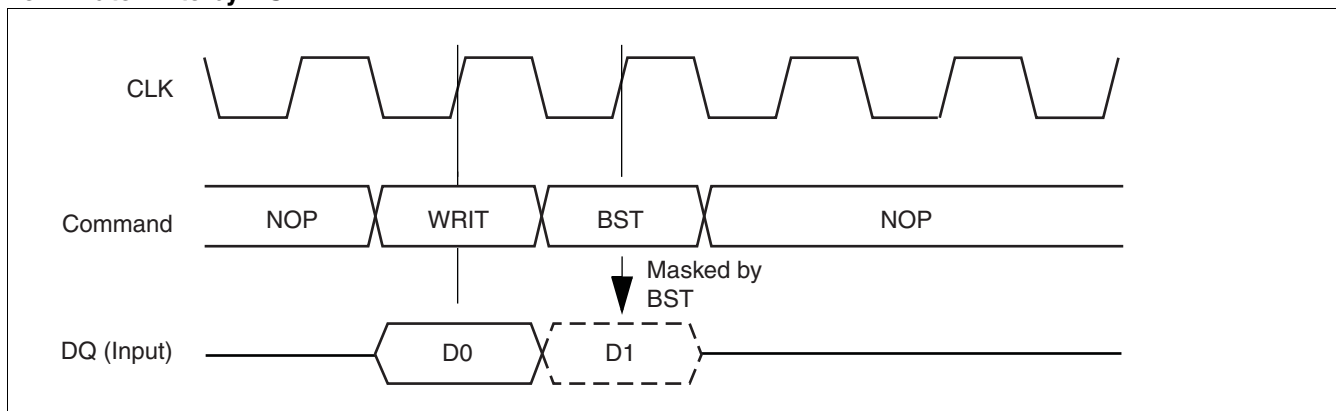 CLK
Command
NOP
WRIT
BST
NOP
Masked by
BST
DQ (Input)
D0
D1